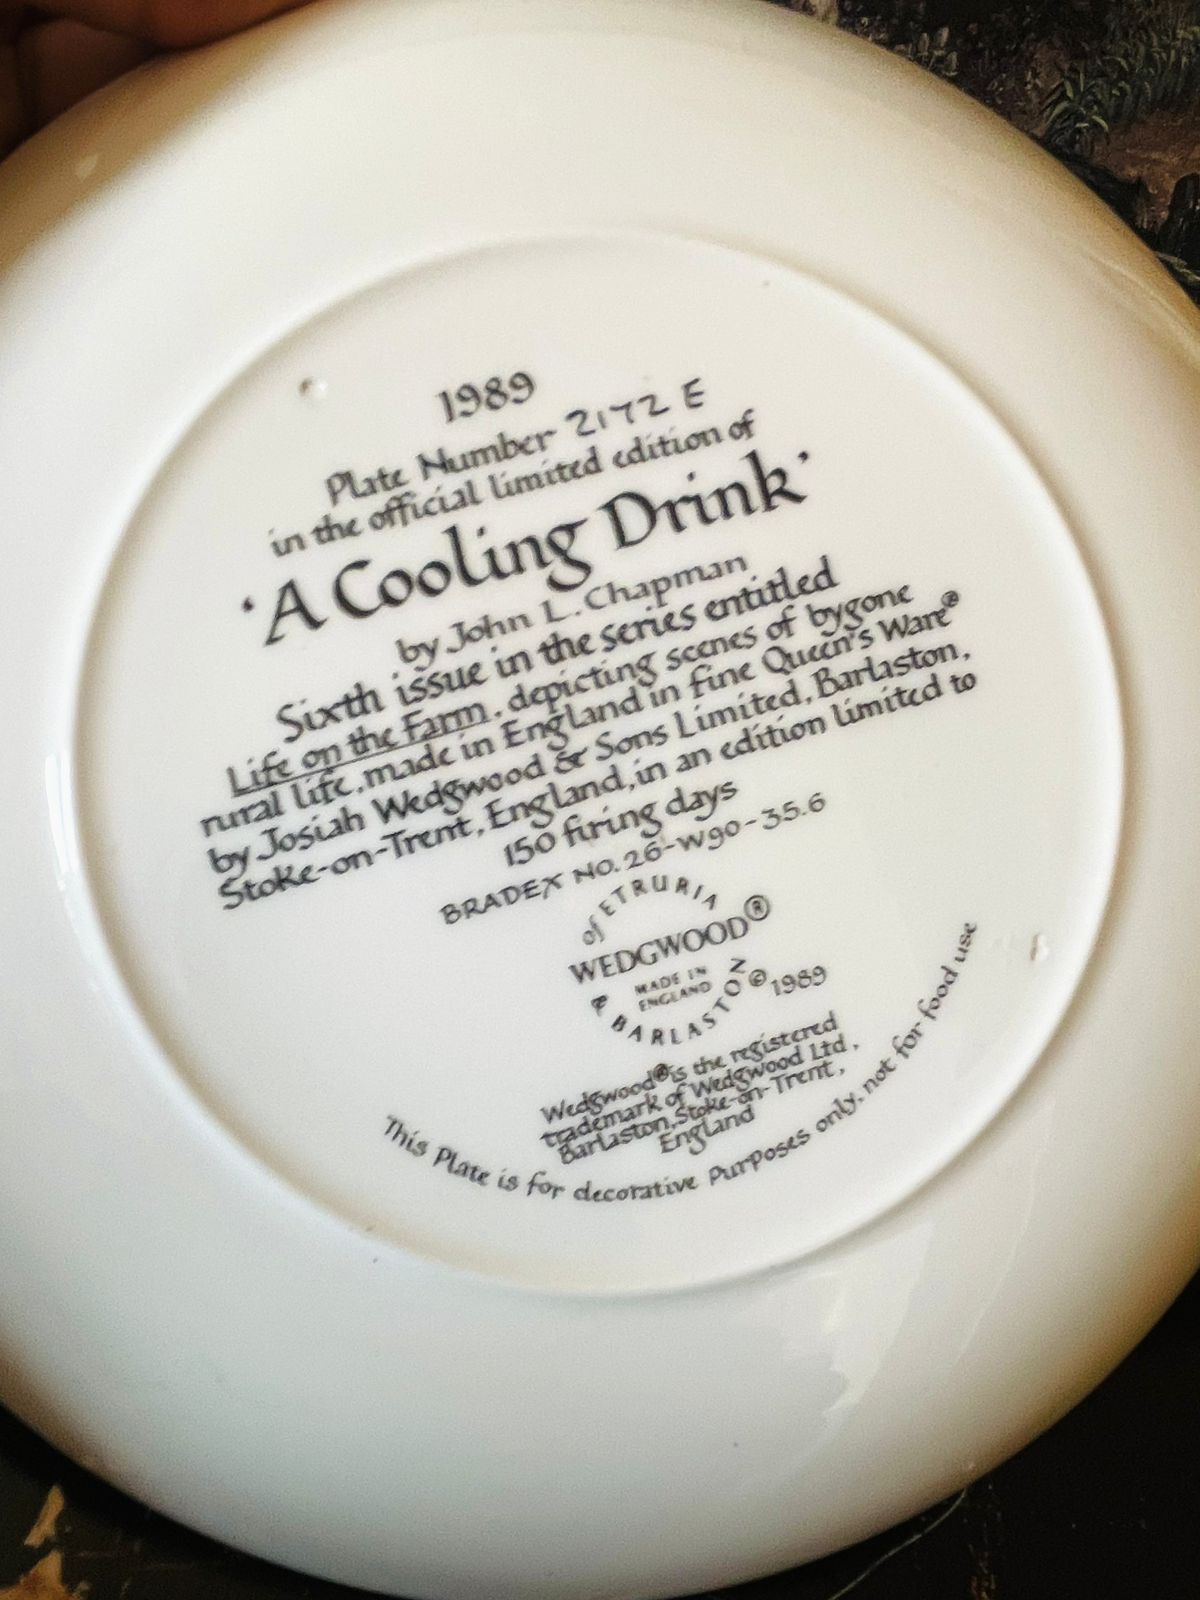 1989
Plate Number 2172 E
in the official limited edition of
'A Cooling Drink'
by John L. Chapman
Sixth issue in the series entitled
Life on the Farm, depicting scenes of bygone
rural life, made in England in fine Queen's Ware®
by Josiah Wedgwood & Sons Limited, Barlaston,
Stoke-on-Trent, England, in an edition limited to
150 firing days
BRADEX NO. 26-W90-35.6
of ETRURIA
WEDGWOOD®
MADE IN
ENGLAND
& BARLASTON
© 1989
Wedgwood® is the registered
trademark of Wedgwood Ltd,
Barlaston, Stoke-on-Trent,
England
This Plate is for decorative Purposes only, not for food use